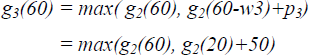 g₃(60) = max( g₂(60), g₂(60-w3)+p₃)
= max(g₂(60), g₂(20)+50)